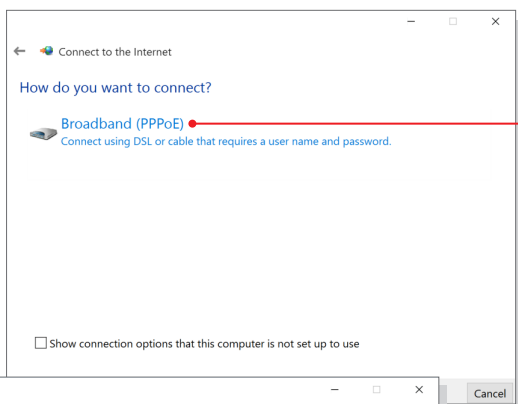 Connect to the Internet
How do you want to connect?
Broadband (PPPoE)
Connect using DSL or cable that requires a user name and password.
Show connection options that this computer is not set up to use
Cancel